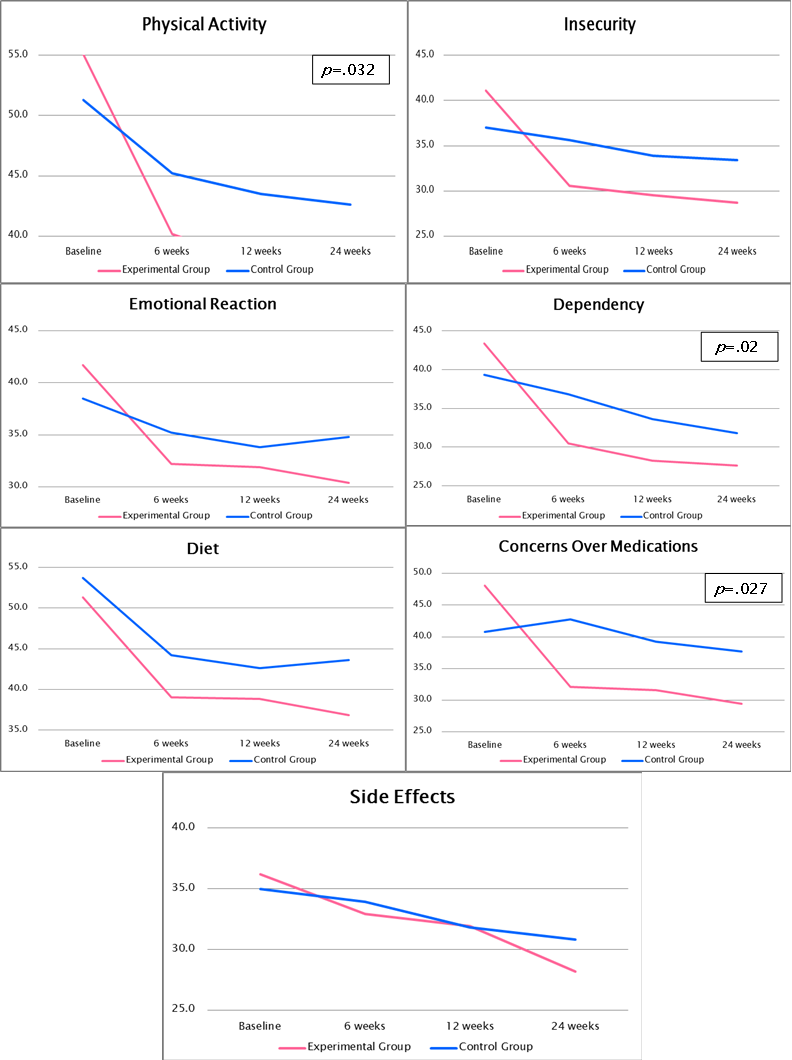 Physical Activity
55.0
p=.032
50.0
45.0
40.0
Baseline 6 weeks 12 weeks 24 weeks
Experimental Group Control Group
Insecurity
45.0
40.0
35.0
30.0
25.0
Baseline 6 weeks 12 weeks 24 weeks
Experimental Group Control Group
Emotional Reaction
45.0
40.0
35.0
30.0
Baseline 6 weeks 12 weeks 24 weeks
Experimental Group Control Group
Dependency
45.0
p=.02
40.0
35.0
30.0
25.0
Baseline 6 weeks 12 weeks 24 weeks
Experimental Group Control Group
Diet
55.0
50.0
45.0
40.0
35.0
Baseline 6 weeks 12 weeks 24 weeks
Experimental Group Control Group
Concerns Over Medications
50.0
p=.027
45.0
40.0
35.0
30.0
25.0
Baseline 6 weeks 12 weeks 24 weeks
Experimental Group Control Group
Side Effects
40.0
35.0
30.0
25.0
Baseline 6 weeks 12 weeks 24 weeks
Experimental Group Control Group